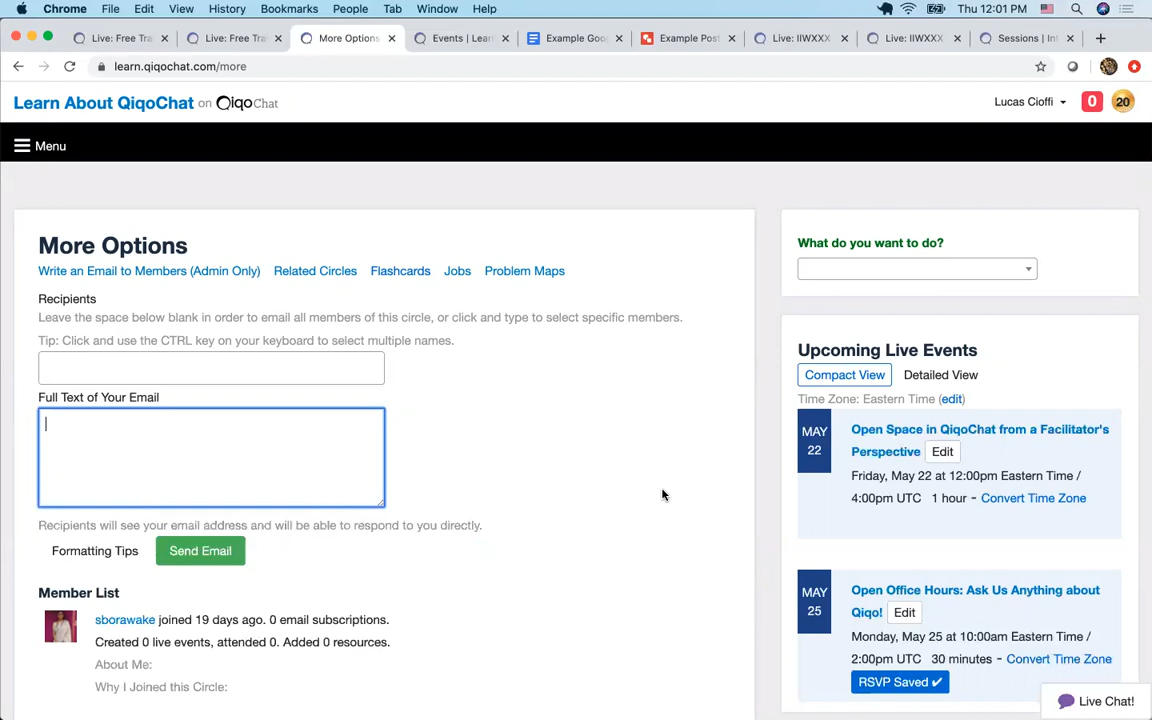 Chrome File Edit View History Bookmarks People Tab Window Help Thu 12:01 PM
Live: Free Tra Live: Free Tra More Options Events | Lear Example Goo Example Post Live: IIWXXX Live: IIWXXX Sessions | Int
learn.qiqochat.com/more
Learn About QiqoChat on QiqoChat Lucas Cioffi 0 20
Menu
More Options
Write an Email to Members (Admin Only) Related Circles Flashcards Jobs Problem Maps
Recipients
Leave the space below blank in order to email all members of this circle, or click and type to select specific members.
Tip: Click and use the CTRL key on your keyboard to select multiple names.
Full Text of Your Email
Recipients will see your email address and will be able to respond to you directly.
Formatting Tips Send Email
Member List
sborawake joined 19 days ago. 0 email subscriptions.
Created 0 live events, attended 0. Added 0 resources.
About Me:
Why I Joined this Circle:
What do you want to do?
Upcoming Live Events
Compact View Detailed View
Time Zone: Eastern Time (edit)
MAY
22
Open Space in QiqoChat from a Facilitator's
Perspective Edit
Friday, May 22 at 12:00pm Eastern Time /
4:00pm UTC 1 hour - Convert Time Zone
MAY
25
Open Office Hours: Ask Us Anything about
Qiqo! Edit
Monday, May 25 at 10:00am Eastern Time /
2:00pm UTC 30 minutes - Convert Time Zone
RSVP Saved ✔
Live Chat!